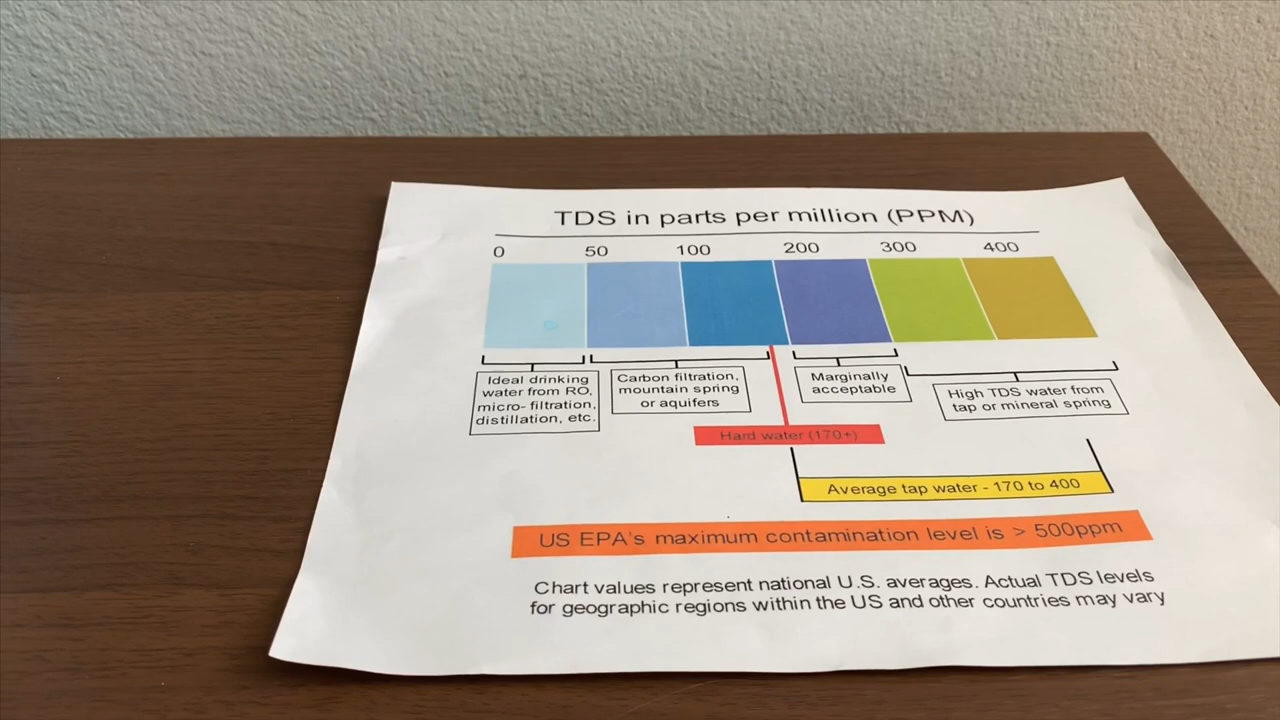 TDS in parts per million (PPM)
0 50 100 200 300 400
Ideal drinking
water from RO,
micro- filtration,
distillation, etc.
Carbon filtration,
mountain spring
or aquifers
Marginally
acceptable
High TDS water from
tap or mineral spring
Hard water (170+)
Average tap water - 170 to 400
US EPA's maximum contamination level is > 500ppm
Chart values represent national U.S. averages. Actual TDS levels
for geographic regions within the US and other countries may vary